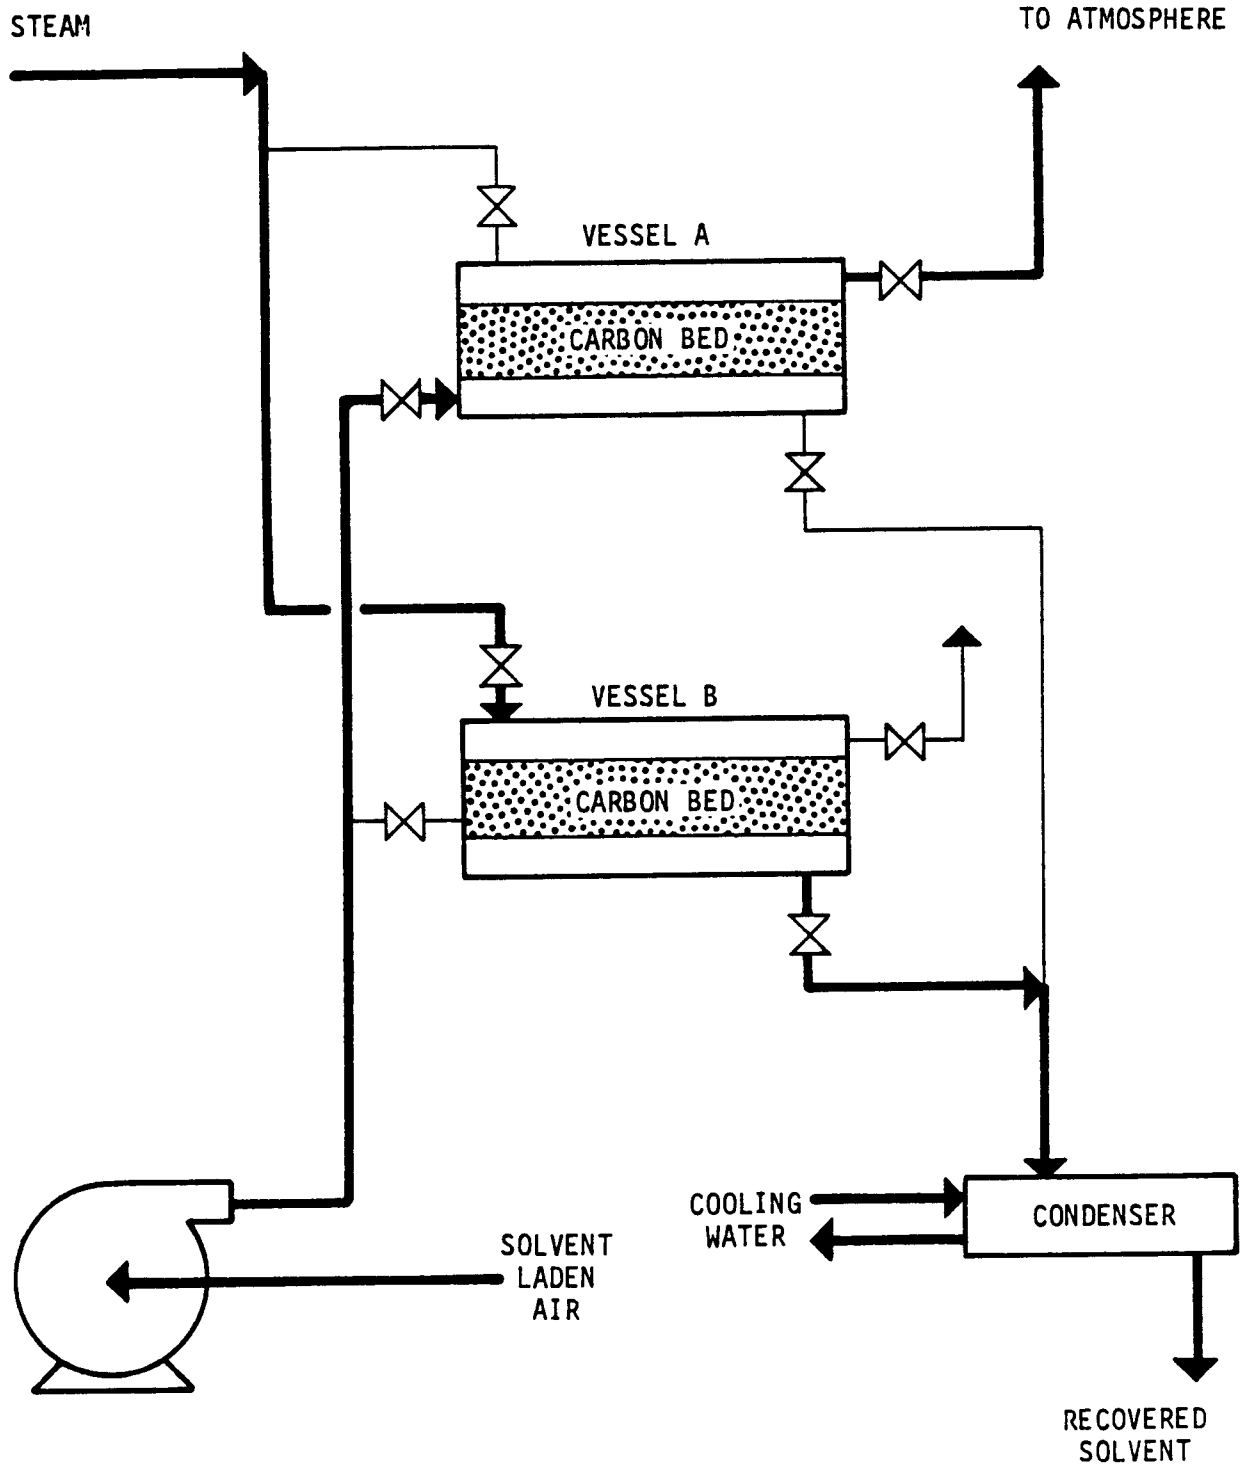 STEAM
TO ATMOSPHERE
VESSEL A
CARBON BED
VESSEL B
CARBON BED
COOLING
WATER
CONDENSER
SOLVENT
LADEN
AIR
RECOVERED
SOLVENT